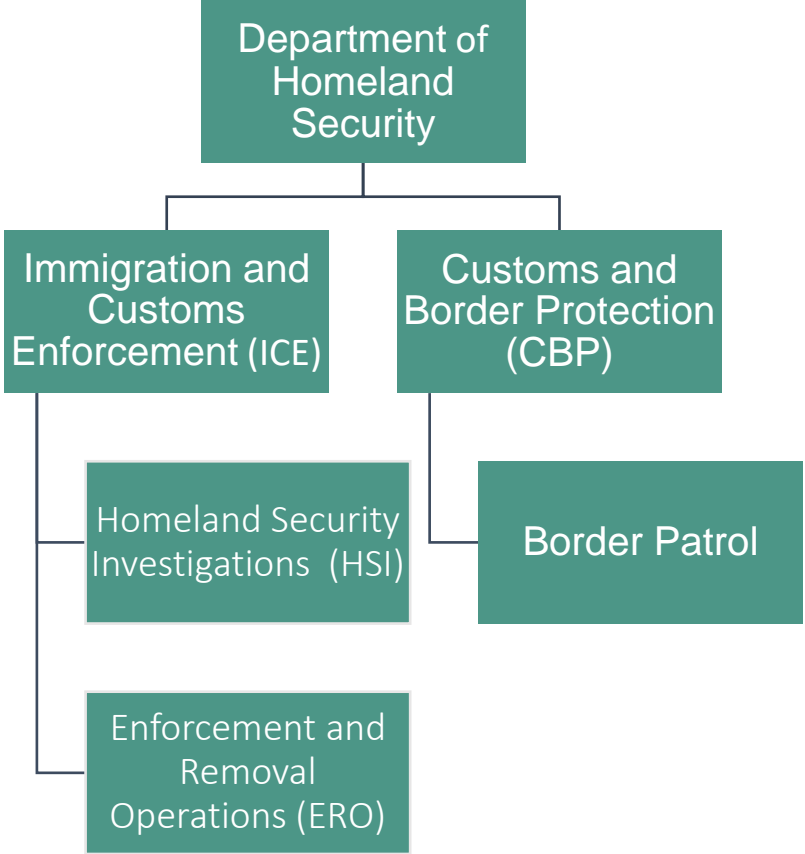 Department of
Homeland
Security
Immigration and
Customs
Enforcement (ICE)
Customs and
Border Protection
(CBP)
Homeland Security
Investigations (HSI)
Border Patrol
Enforcement and
Removal
Operations (ERO)